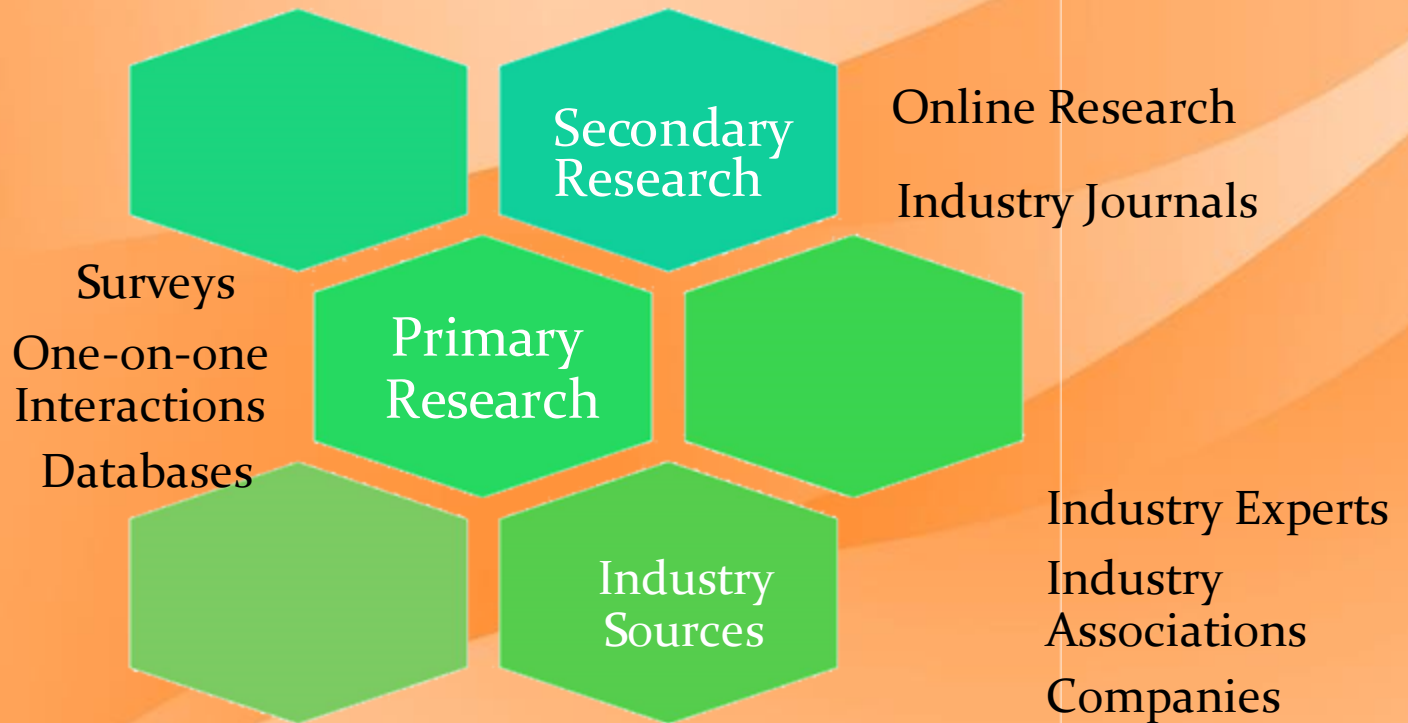 Secondary
Research
Online Research
Industry Journals
Surveys
One-on-one
Interactions
Databases
Primary
Research
Industry
Sources
Industry Experts
Industry
Associations
Companies